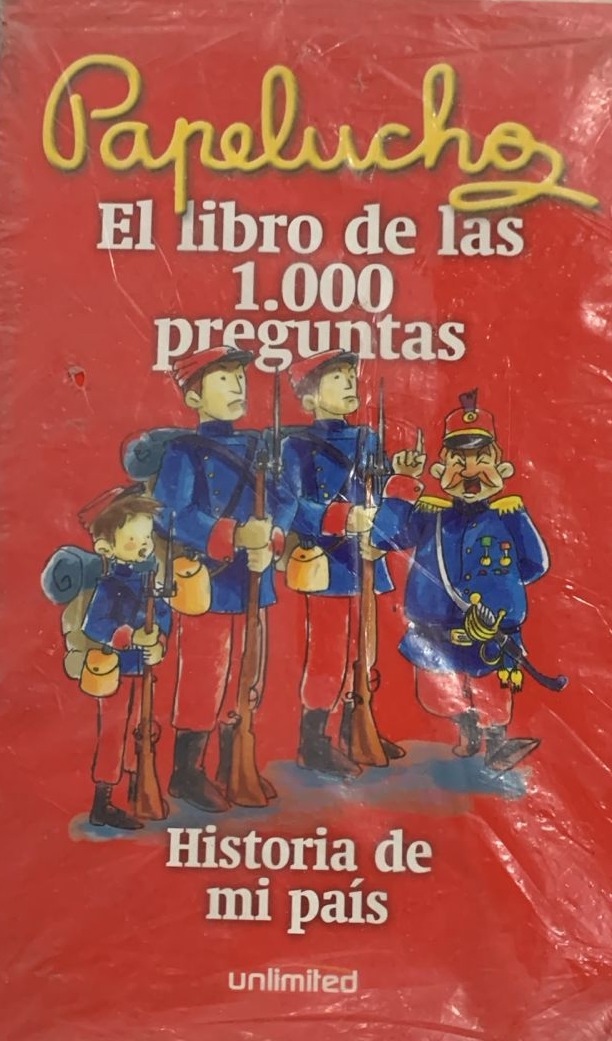 Papelucho
El libro de las
1.000
preguntas
Historia de
mi país
unlimited